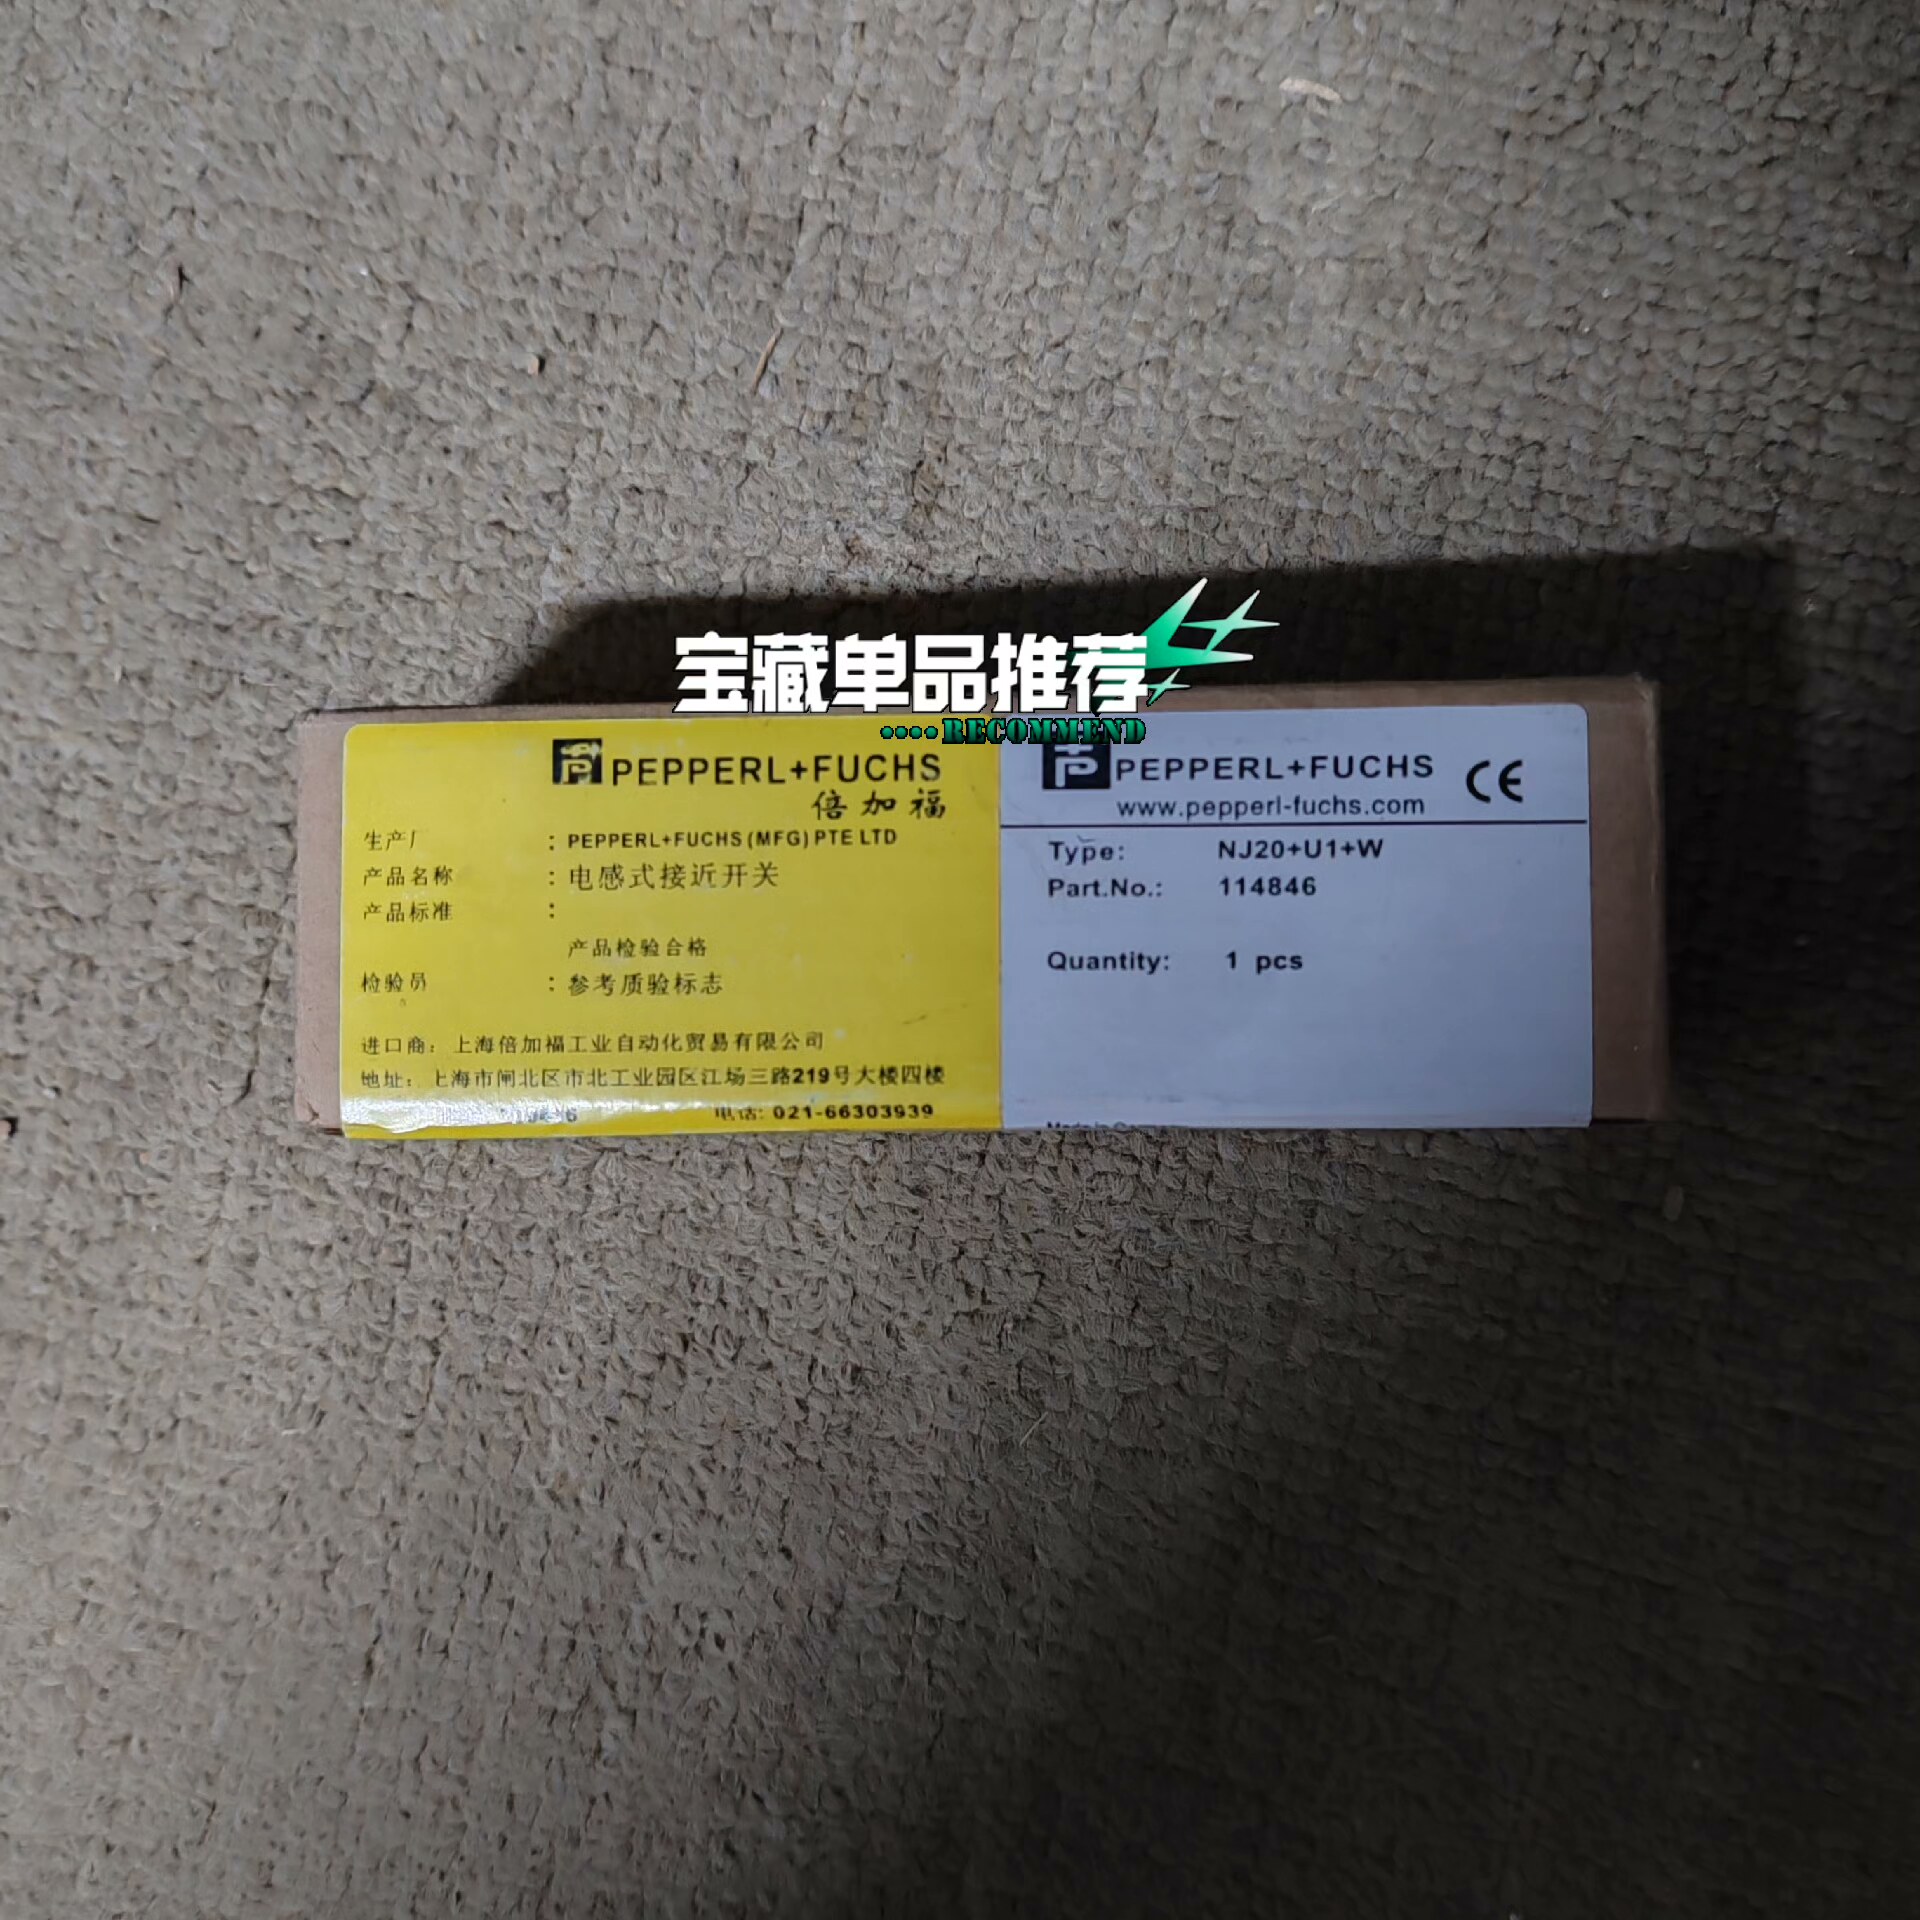 宝藏单品推荐
RECOMMEND
PEPPERL+FUCHS
倍加福
生产厂 : PEPPERL+FUCHS (MFG) PTE LTD
产品名称 : 电感式接近开关
产品标准 :
产品检验合格
检验员 : 参考质验标志
进口商: 上海倍加福工业自动化贸易有限公司
地址: 上海市闸北区市北工业园区江场三路219号大楼四楼
电话: 021-66303939
PEPPERL+FUCHS
www.pepperl-fuchs.com
CE
Type: NJ20+U1+W
Part.No.: 114846
Quantity: 1 pcs
Made in